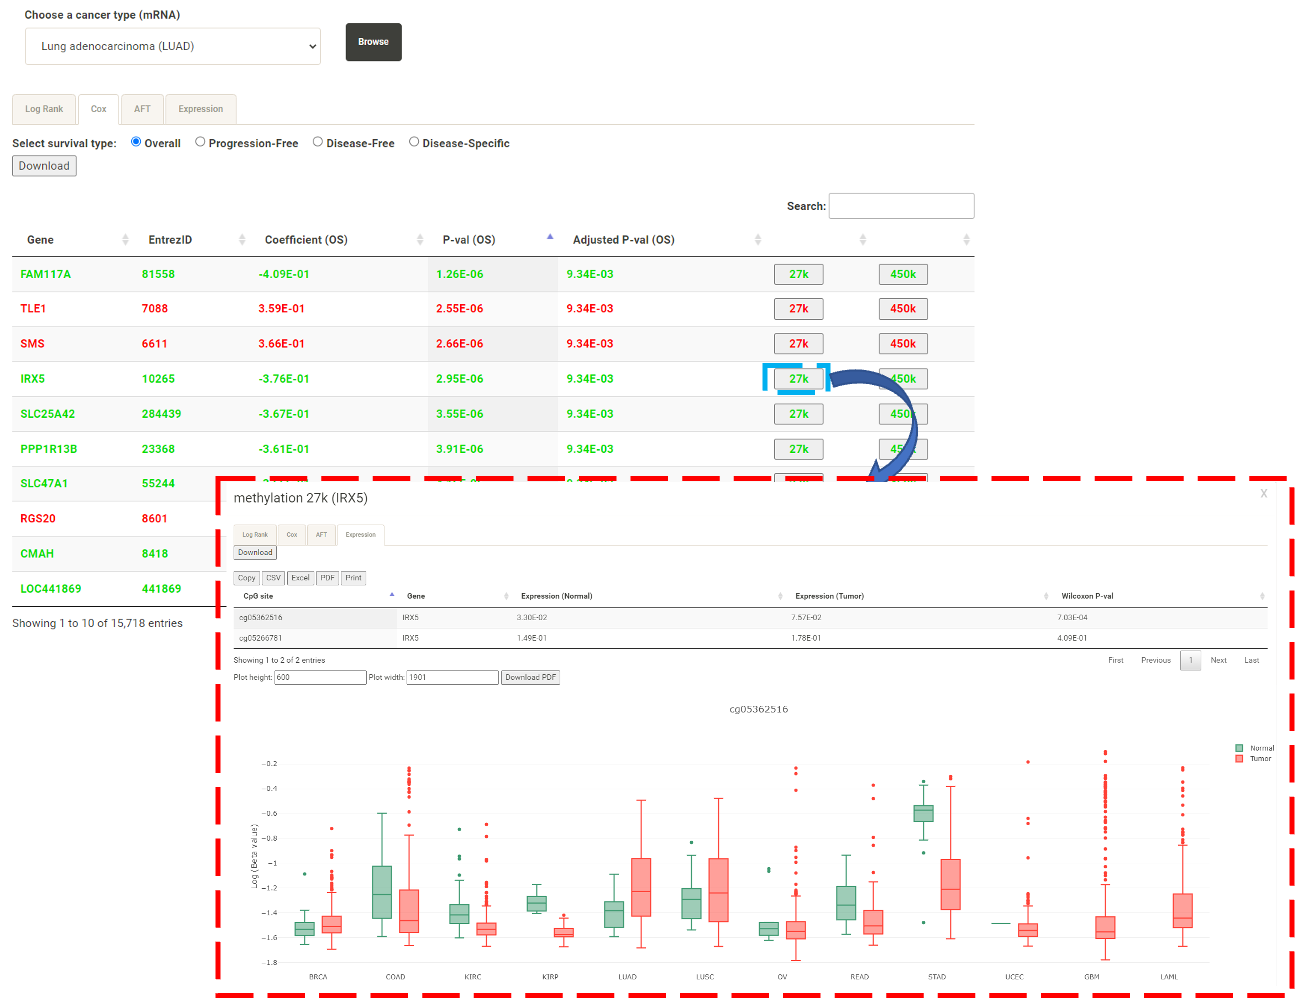 Choose a cancer type (mRNA)
Lung adenocarcinoma (LUAD)
Browse
Log Rank Cox AFT Expression
Select survival type: Overall Progression-Free Disease-Free Disease-Specific
Download
Search:
Gene EntrezID Coefficient (OS) P-val (OS) Adjusted P-val (OS)
FAM117A 81558 -4.09E-01 1.26E-06 9.34E-03 27k 450k
TLE1 7088 3.59E-01 2.55E-06 9.34E-03 27k 450k
SMS 6611 3.66E-01 2.66E-06 9.34E-03 27k 450k
IRX5 10265 -3.76E-01 2.95E-06 9.34E-03 27k 450k
SLC25A42 284439 -3.67E-01 3.55E-06 9.34E-03 27k 450k
PPP1R13B 23368 -3.61E-01 3.91E-06 9.34E-03 27k
SLC47A1 55244
RGS20 8601
CMAH 8418
LOC441869 441869
Showing 1 to 10 of 15,718 entries
methylation 27k (IRX5) X
Log Rank Cox AFT Expression
Download
Copy CSV Excel PDF Print
CpG site Gene Expression (Normal) Expression (Tumor) Wilcoxon P-val
cg05362516 IRX5 3.30E-02 7.57E-02 7.03E-04
cg05266781 IRX5 1.49E-01 1.78E-01 4.09E-01
Showing 1 to 2 of 2 entries First Previous 1 Next Last
Plot height: 600 Plot width: 1901 Download PDF
cg05362516
Normal
Tumor
Log (Beta value)
−0.2
−0.4
−0.6
−0.8
−1
−1.2
−1.4
−1.6
−1.8
BRCA COAD KIRC KIRP LUAD LUSC OV READ STAD UCEC GBM LAML